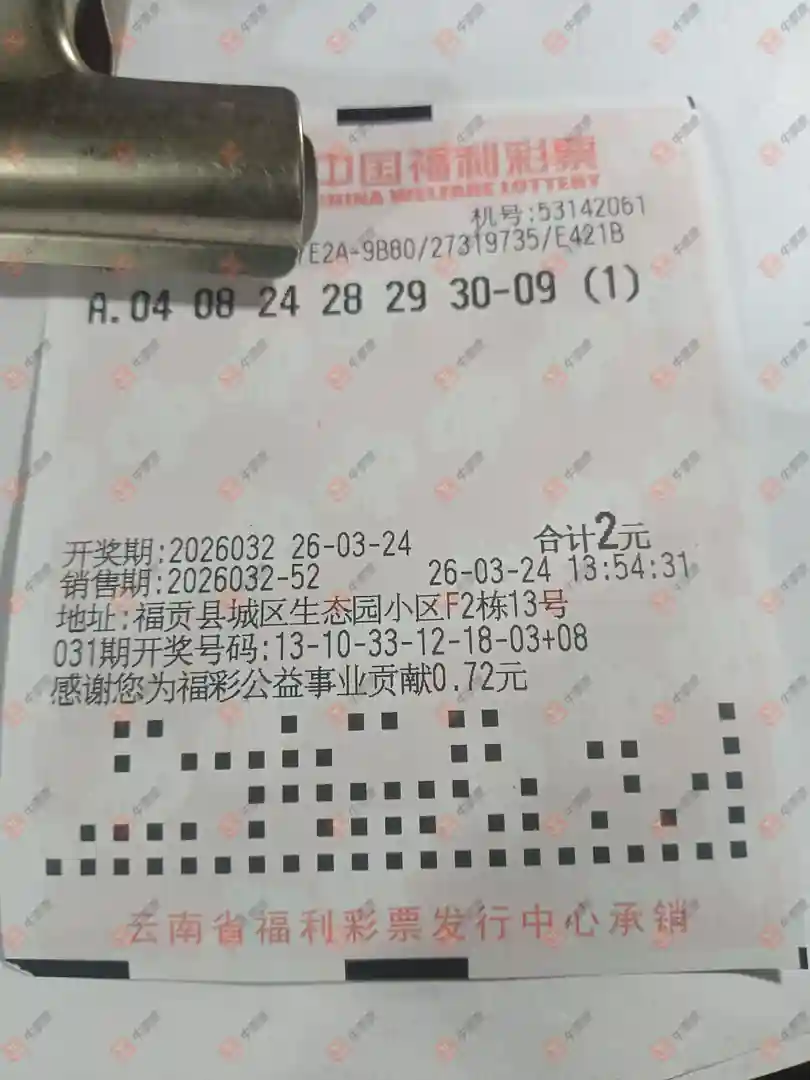 中国福利彩票
CHINA WELFARE LOTTERY
机号:53142061
7E2A-9B80/27319735/E421B
A.04 08 24 28 29 30-09 (1)
开奖期:2026032 26-03-24 合计2元
销售期:2026032-52 26-03-24 13:54:31
地址:福贡县城区生态园小区F2栋13号
031期开奖号码:13-10-33-12-18-03+08
感谢您为福彩公益事业贡献0.72元
云南省福利彩票发行中心承销